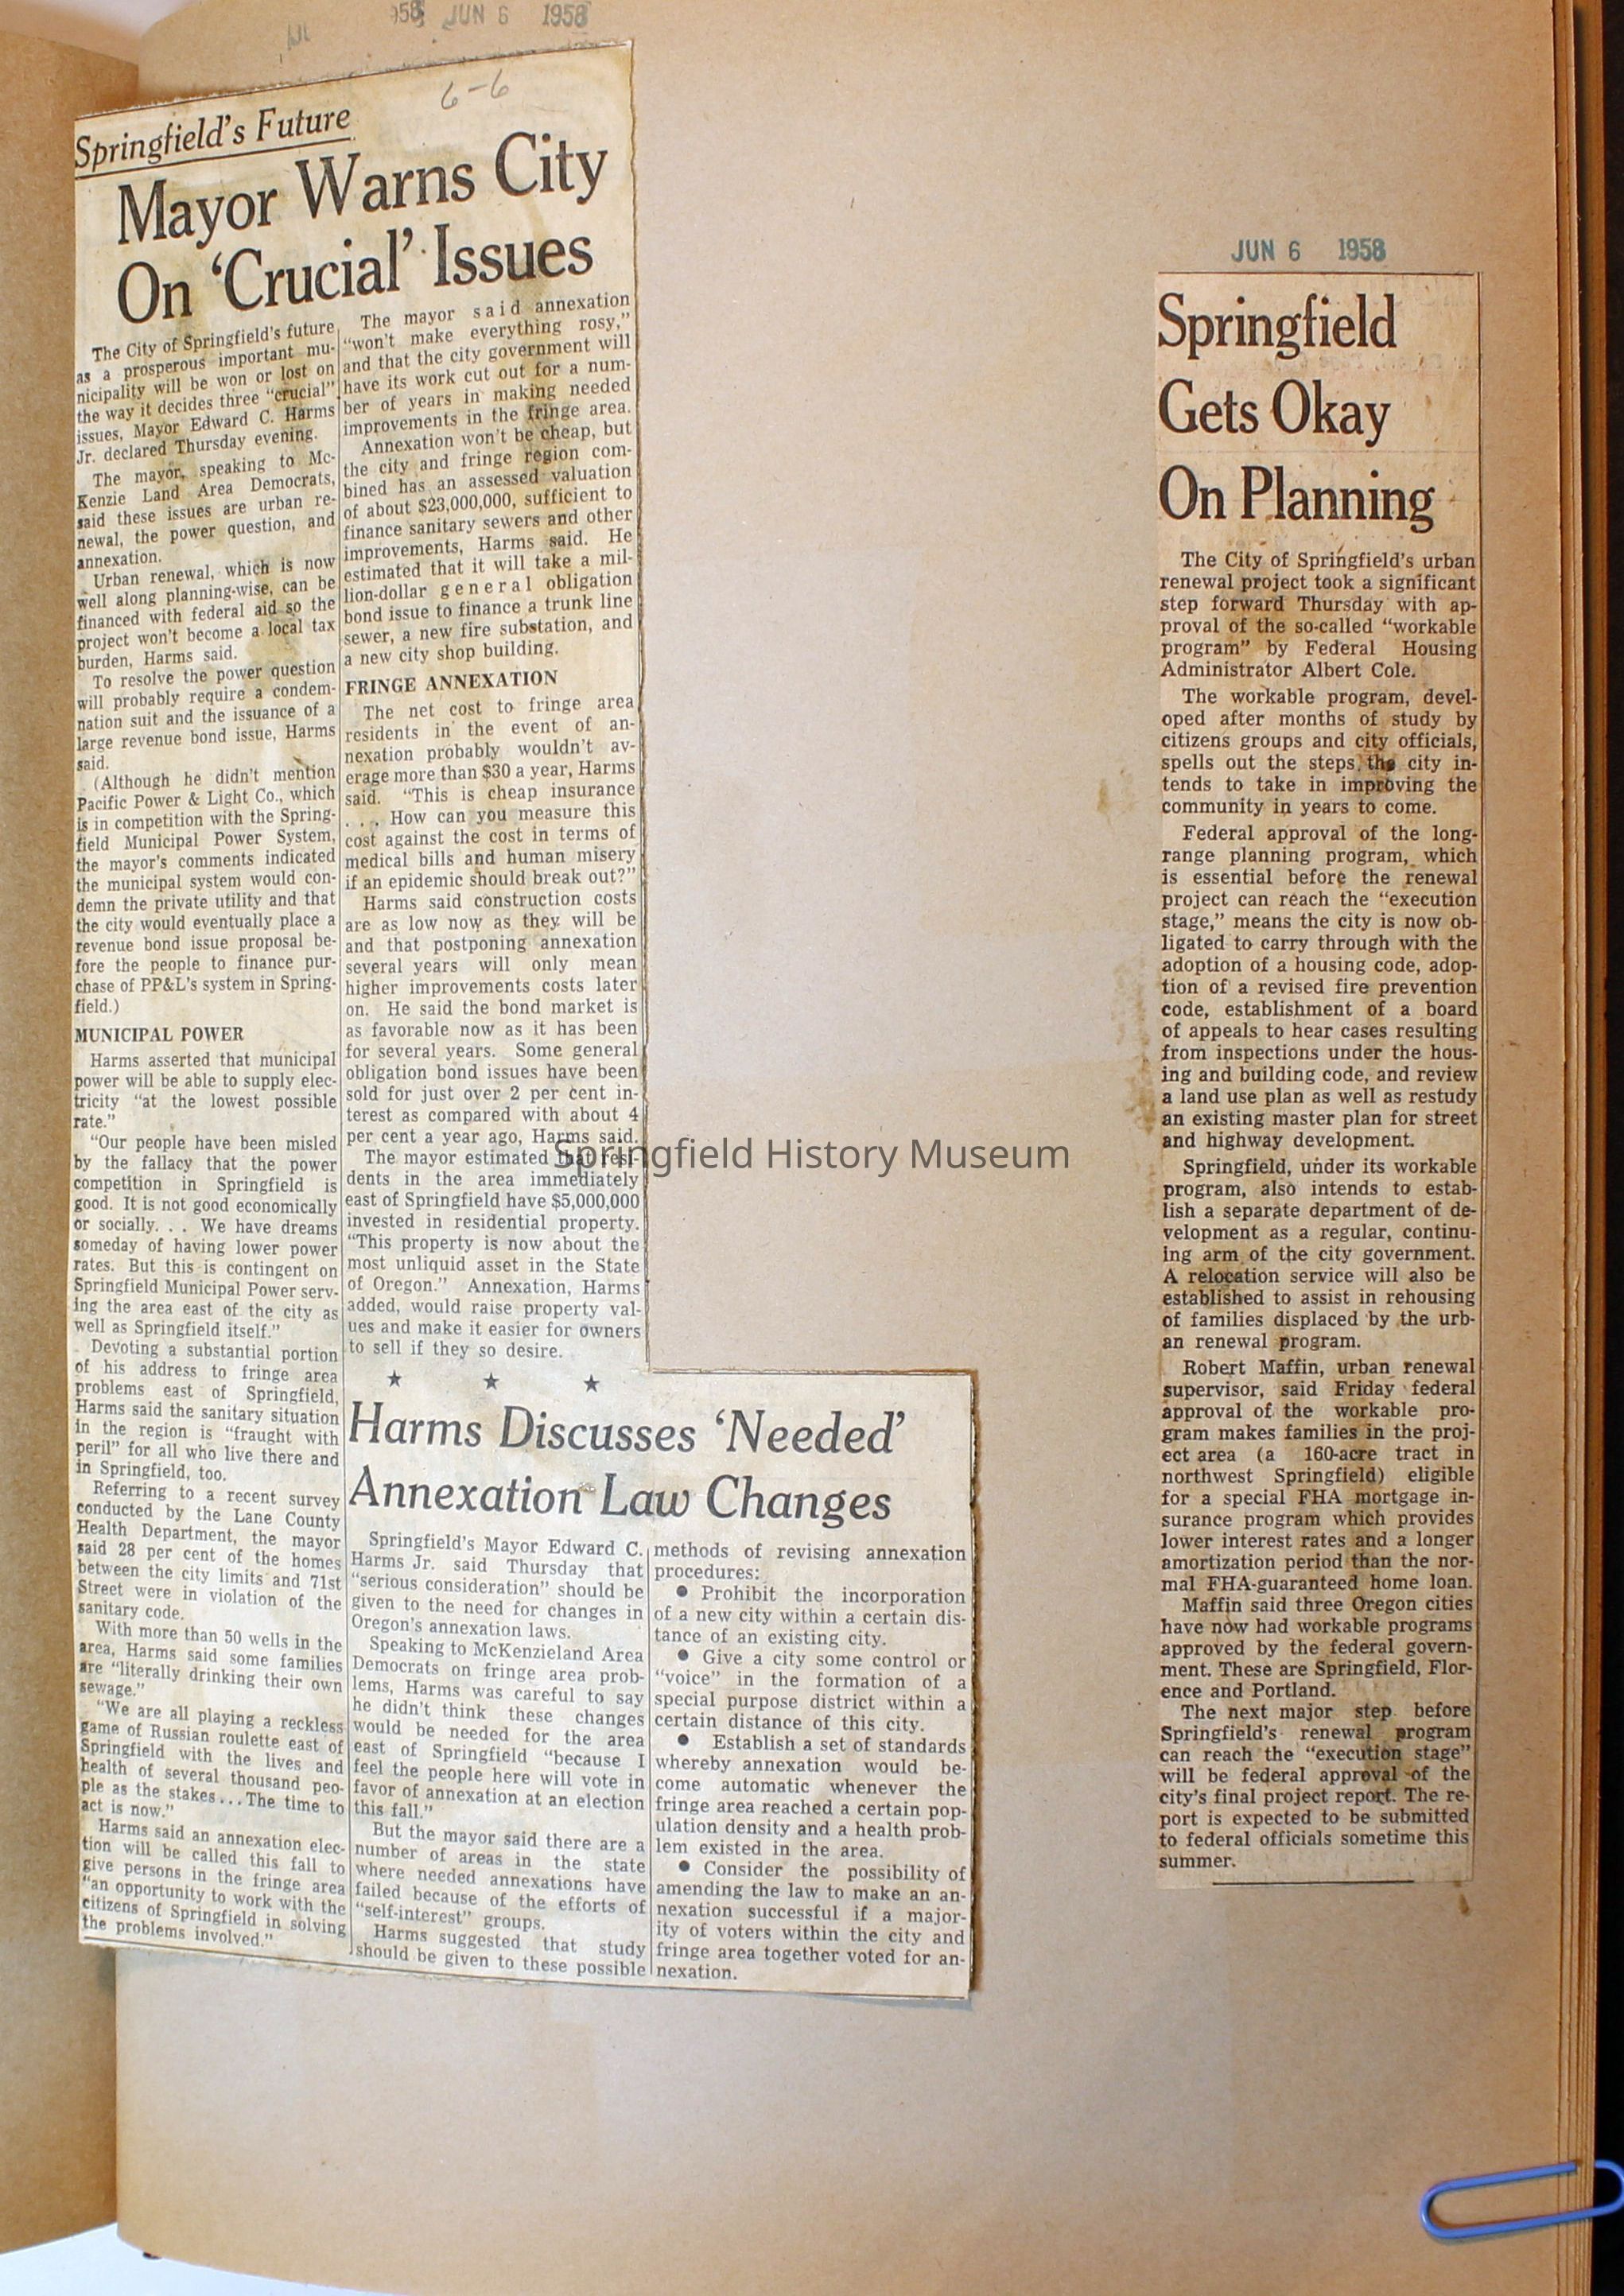 958 JUN 6 1958
6-6
Springfield's Future
Mayor Warns City
On 'Crucial' Issues
The City of Springfield's future
as a prosperous important mu-
nicipality will be won or lost on
the way it decides three "crucial"
issues, Mayor Edward C. Harms
Jr. declared Thursday evening.
The mayor, speaking to Mc-
Kenzie Land Area Democrats,
said these issues are urban re-
newal, the power question, and
annexation.
Urban renewal, which is now
well along planning-wise, can be
financed with federal aid so the
project won't become a local tax
burden, Harms said.
To resolve the power question
will probably require a condem-
nation suit and the issuance of a
large revenue bond issue, Harms
said.
(Although he didn't mention
Pacific Power & Light Co., which
is in competition with the Spring-
field Municipal Power System,
the mayor's comments indicated
the municipal system would con-
demn the private utility and that
the city would eventually place a
revenue bond issue proposal be-
fore the people to finance pur-
chase of PP&L's system in Spring-
field.)
MUNICIPAL POWER
Harms asserted that municipal
power will be able to supply elec-
tricity "at the lowest possible
rate."
"Our people have been misled
by the fallacy that the power
competition in Springfield is
good. It is not good economically
or socially. . . We have dreams
someday of having lower power
rates. But this is contingent on
Springfield Municipal Power serv-
ing the area east of the city as
well as Springfield itself."
Devoting a substantial portion
of his address to fringe area
problems east of Springfield,
Harms said the sanitary situation
in the region is "fraught with
peril" for all who live there and
in Springfield, too.
Referring to a recent survey
conducted by the Lane County
Health Department, the mayor
said 28 per cent of the homes
between the city limits and 71st
Street were in violation of the
sanitary code.
With more than 50 wells in the
area, Harms said some families
are "literally drinking their own
sewage."
"We are all playing a reckless
game of Russian roulette east of
Springfield with the lives and
health of several thousand peo-
ple as the stakes...The time to
act is now."
Harms said an annexation elec-
tion will be called this fall to
give persons in the fringe area
"an opportunity to work with the
citizens of Springfield in solving
the problems involved."
The mayor said annexation
"won't make everything rosy,"
and that the city government will
have its work cut out for a num-
ber of years in making needed
improvements in the fringe area.
Annexation won't be cheap, but
the city and fringe region com-
bined has an assessed valuation
of about $23,000,000, sufficient to
finance sanitary sewers and other
improvements, Harms said. He
estimated that it will take a mil-
lion-dollar general obligation
bond issue to finance a trunk line
sewer, a new fire substation, and
a new city shop building.
FRINGE ANNEXATION
The net cost to fringe area
residents in the event of an-
nexation probably wouldn't av-
erage more than $30 a year, Harms
said. "This is cheap insurance
. . . How can you measure this
cost against the cost in terms of
medical bills and human misery
if an epidemic should break out?"
Harms said construction costs
are as low now as they will be
and that postponing annexation
several years will only mean
higher improvements costs later
on. He said the bond market is
as favorable now as it has been
for several years. Some general
obligation bond issues have been
sold for just over 2 per cent in-
terest as compared with about 4
per cent a year ago, Harms said.
The mayor estimated that resi-
dents in the area immediately
east of Springfield have $5,000,000
invested in residential property.
"This property is now about the
most unliquid asset in the State
of Oregon." Annexation, Harms
added, would raise property val-
ues and make it easier for owners
to sell if they so desire.
★ ★ ★
Harms Discusses 'Needed'
Annexation Law Changes
Springfield's Mayor Edward C.
Harms Jr. said Thursday that
"serious consideration" should be
given to the need for changes in
Oregon's annexation laws.
Speaking to McKenzieland Area
Democrats on fringe area prob-
lems, Harms was careful to say
he didn't think these changes
would be needed for the area
east of Springfield "because I
feel the people here will vote in
favor of annexation at an election
this fall."
But the mayor said there are a
number of areas in the state
where needed annexations have
failed because of the efforts of
"self-interest" groups.
Harms suggested that study
should be given to these possible
methods of revising annexation
procedures:
● Prohibit the incorporation
of a new city within a certain dis-
tance of an existing city.
● Give a city some control or
"voice" in the formation of a
special purpose district within a
certain distance of this city.
● Establish a set of standards
whereby annexation would be-
come automatic whenever the
fringe area reached a certain pop-
ulation density and a health prob-
lem existed in the area.
● Consider the possibility of
amending the law to make an an-
nexation successful if a major-
ity of voters within the city and
fringe area together voted for an-
nexation.
Springfield History Museum
JUN 6 1958
Springfield
Gets Okay
On Planning
The City of Springfield's urban
renewal project took a significant
step forward Thursday with ap-
proval of the so-called "workable
program" by Federal Housing
Administrator Albert Cole.
The workable program, devel-
oped after months of study by
citizens groups and city officials,
spells out the steps the city in-
tends to take in improving the
community in years to come.
Federal approval of the long-
range planning program, which
is essential before the renewal
project can reach the "execution
stage," means the city is now ob-
ligated to carry through with the
adoption of a housing code, adop-
tion of a revised fire prevention
code, establishment of a board
of appeals to hear cases resulting
from inspections under the hous-
ing and building code, and review
a land use plan as well as restudy
an existing master plan for street
and highway development.
Springfield, under its workable
program, also intends to estab-
lish a separate department of de-
velopment as a regular, continu-
ing arm of the city government.
A relocation service will also be
established to assist in rehousing
of families displaced by the urb-
an renewal program.
Robert Maffin, urban renewal
supervisor, said Friday federal
approval of the workable pro-
gram makes families in the proj-
ect area (a 160-acre tract in
northwest Springfield) eligible
for a special FHA mortgage in-
surance program which provides
lower interest rates and a longer
amortization period than the nor-
mal FHA-guaranteed home loan.
Maffin said three Oregon cities
have now had workable programs
approved by the federal govern-
ment. These are Springfield, Flor-
ence and Portland.
The next major step before
Springfield's renewal program
can reach the "execution stage"
will be federal approval of the
city's final project report. The re-
port is expected to be submitted
to federal officials sometime this
summer.